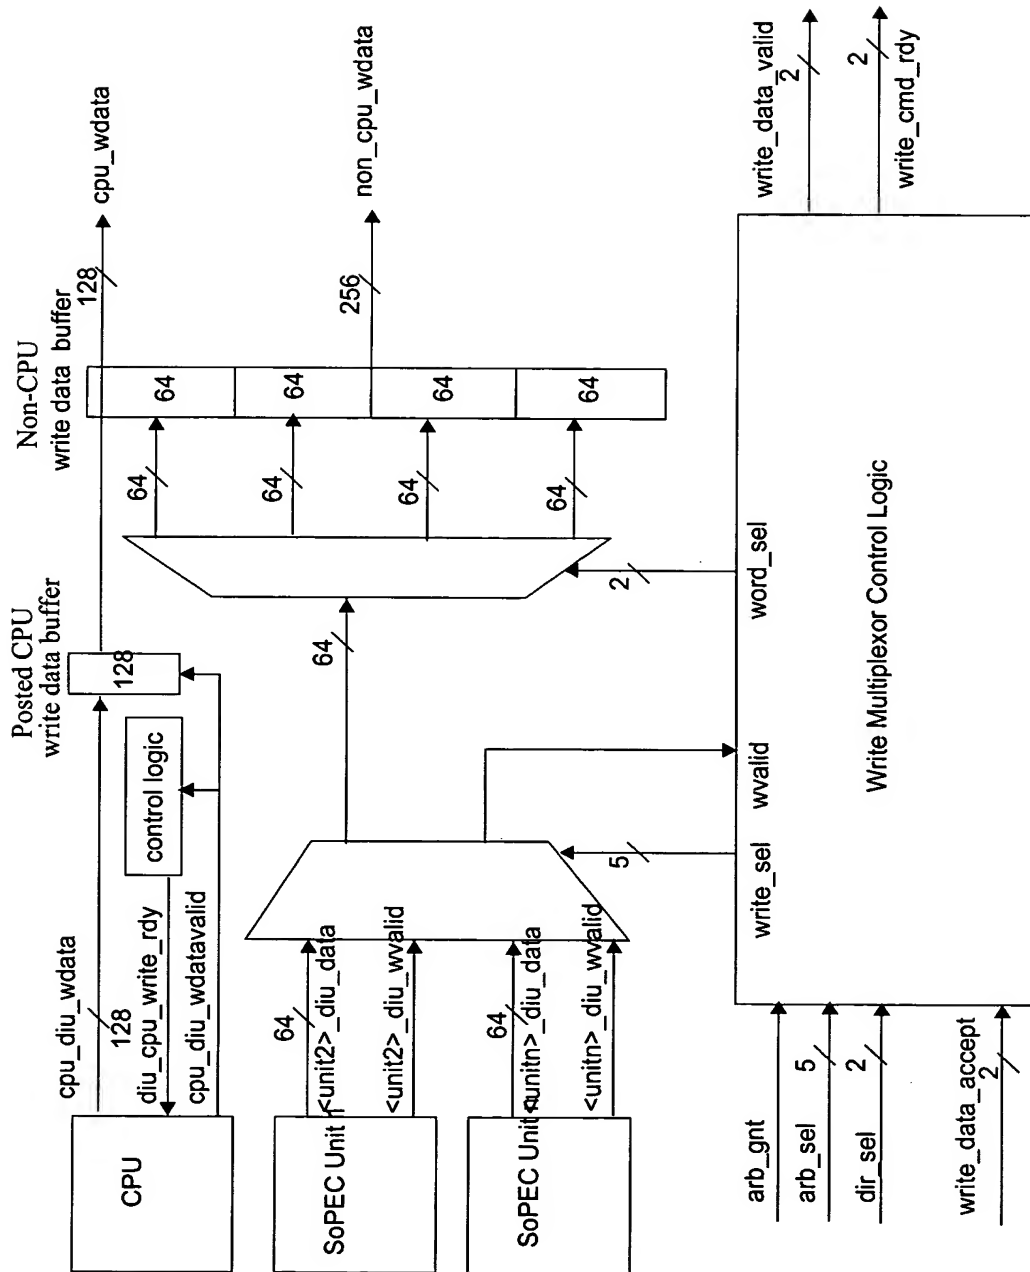 CPU
cpu_diu_wdata
128
diu_cpu_write_rdy
cpu_diu_wdatavalid
control logic
Posted CPU
write data buffer
128
Non-CPU
write data buffer
128
cpu_wdata
SoPEC Unit n
64
<unit2>_diu_data
<unit2>_diu_wvalid
SoPEC Unit n
64
<unitn>_diu_data
<unitn>_diu_wvalid
64
64
64
64
64
64
64
64
64
256
non_cpu_wdata
5
2
write_sel
wvalid
word_sel
Write Multiplexor Control Logic
arb_gnt
arb_sel
5
dir_sel
2
write_data_accept
2
write_data_valid
2
write_cmd_rdy
2